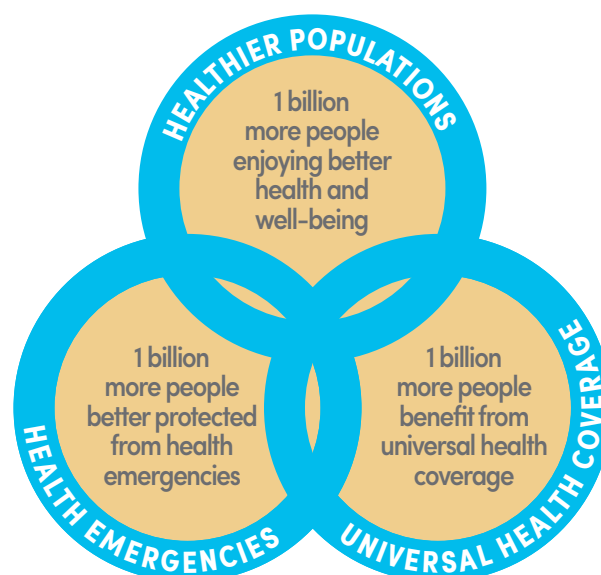 HEALTHIER POPULATIONS
1 billion
more people
enjoying better
health and
well-being
1 billion
more people
better protected
from health
emergencies
HEALTH EMERGENCIES
1 billion
more people
benefit from
universal health
coverage
UNIVERSAL HEALTH COVERAGE